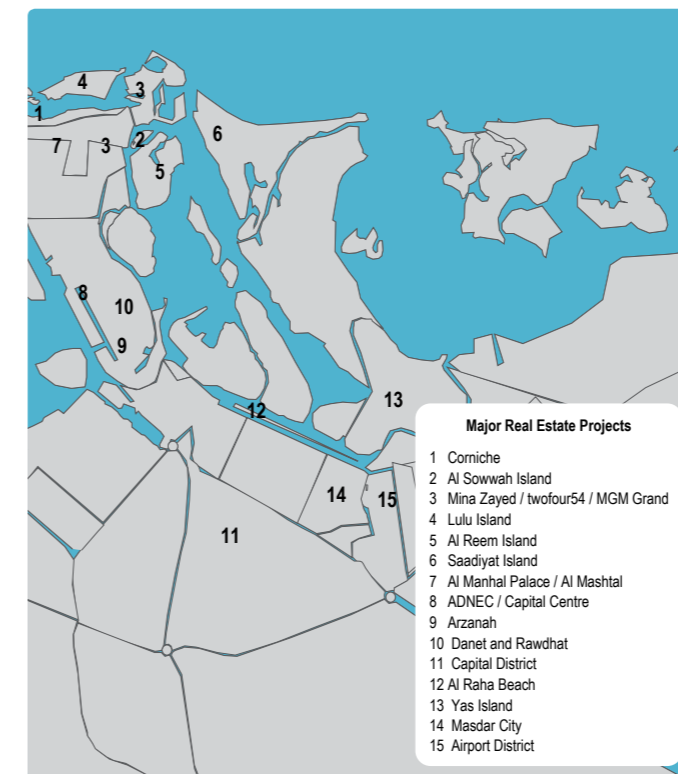 4
3
1
2
6
7
3
5
8
10
9
12
13
14
15
11
Major Real Estate Projects
1 Corniche
2 Al Sowwah Island
3 Mina Zayed / twofour54 / MGM Grand
4 Lulu Island
5 Al Reem Island
6 Saadiyat Island
7 Al Manhal Palace / Al Mashtal
8 ADNEC / Capital Centre
9 Arzanah
10 Danet and Rawdhat
11 Capital District
12 Al Raha Beach
13 Yas Island
14 Masdar City
15 Airport District